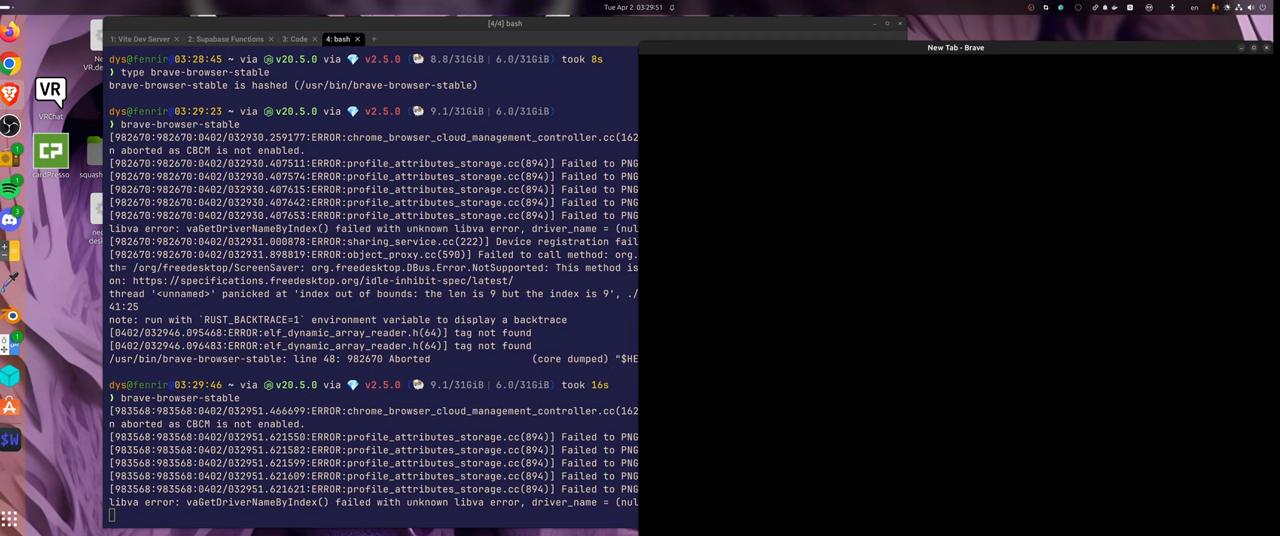 Tue Apr 2 03:29:51
en
[4/4] bash
1: Vite Dev Server
2: Supabase Functions
3: Code
4: bash
New Tab - Brave
VR
VRChat
CP
cardPresso
squash
dys@fenrir@03:28:45 ~ via v20.5.0 via v2.5.0 ( 8.8/31GiB| 6.0/31GiB) took 8s
❯ type brave-browser-stable
brave-browser-stable is hashed (/usr/bin/brave-browser-stable)
dys@fenrir@03:29:23 ~ via v20.5.0 via v2.5.0 ( 9.1/31GiB| 6.0/31GiB)
❯ brave-browser-stable
[982670:982670:0402/032930.259177:ERROR:chrome_browser_cloud_management_controller.cc(162
n aborted as CBCM is not enabled.
[982670:982670:0402/032930.407511:ERROR:profile_attributes_storage.cc(894)] Failed to PNG
[982670:982670:0402/032930.407574:ERROR:profile_attributes_storage.cc(894)] Failed to PNG
[982670:982670:0402/032930.407615:ERROR:profile_attributes_storage.cc(894)] Failed to PNG
[982670:982670:0402/032930.407642:ERROR:profile_attributes_storage.cc(894)] Failed to PNG
[982670:982670:0402/032930.407653:ERROR:profile_attributes_storage.cc(894)] Failed to PNG
libva error: vaGetDriverNameByIndex() failed with unknown libva error, driver_name = (nul
[982670:982670:0402/032931.000878:ERROR:sharing_service.cc(222)] Device registration fail
[982670:982670:0402/032931.898819:ERROR:object_proxy.cc(590)] Failed to call method: org.
th= /org/freedesktop/ScreenSaver: org.freedesktop.DBus.Error.NotSupported: This method is
on: https://specifications.freedesktop.org/idle-inhibit-spec/latest/
thread '<unnamed>' panicked at 'index out of bounds: the len is 9 but the index is 9', ./
41:25
note: run with `RUST_BACKTRACE=1` environment variable to display a backtrace
[0402/032946.095468:ERROR:elf_dynamic_array_reader.h(64)] tag not found
[0402/032946.096483:ERROR:elf_dynamic_array_reader.h(64)] tag not found
/usr/bin/brave-browser-stable: line 48: 982670 Aborted (core dumped) "$HE
dys@fenrir@03:29:46 ~ via v20.5.0 via v2.5.0 ( 9.1/31GiB| 6.0/31GiB) took 16s
❯ brave-browser-stable
[983568:983568:0402/032951.466699:ERROR:chrome_browser_cloud_management_controller.cc(162
n aborted as CBCM is not enabled.
[983568:983568:0402/032951.621550:ERROR:profile_attributes_storage.cc(894)] Failed to PNG
[983568:983568:0402/032951.621582:ERROR:profile_attributes_storage.cc(894)] Failed to PNG
[983568:983568:0402/032951.621599:ERROR:profile_attributes_storage.cc(894)] Failed to PNG
[983568:983568:0402/032951.621609:ERROR:profile_attributes_storage.cc(894)] Failed to PNG
[983568:983568:0402/032951.621621:ERROR:profile_attributes_storage.cc(894)] Failed to PNG
libva error: vaGetDriverNameByIndex() failed with unknown libva error, driver_name = (nul
$W